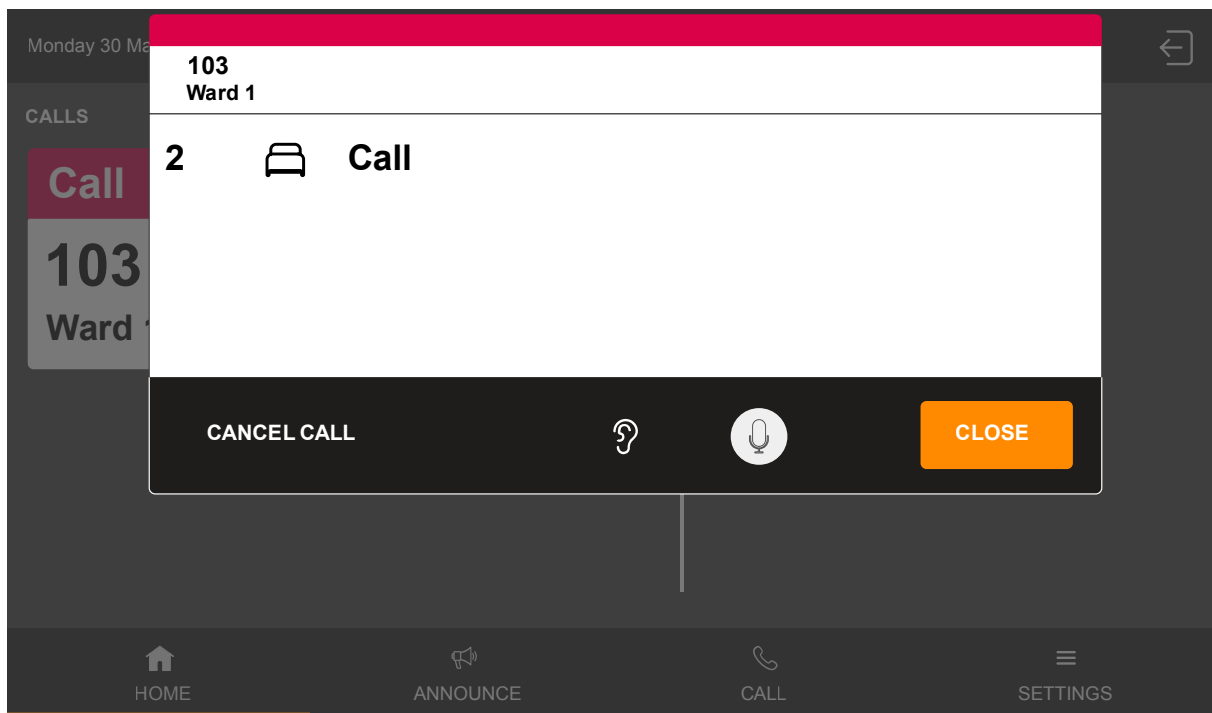 Monday 30 Ma
103
Ward 1
CALLS
2 Call
Call
103
Ward 1
CANCEL CALL CLOSE
HOME ANNOUNCE CALL SETTINGS